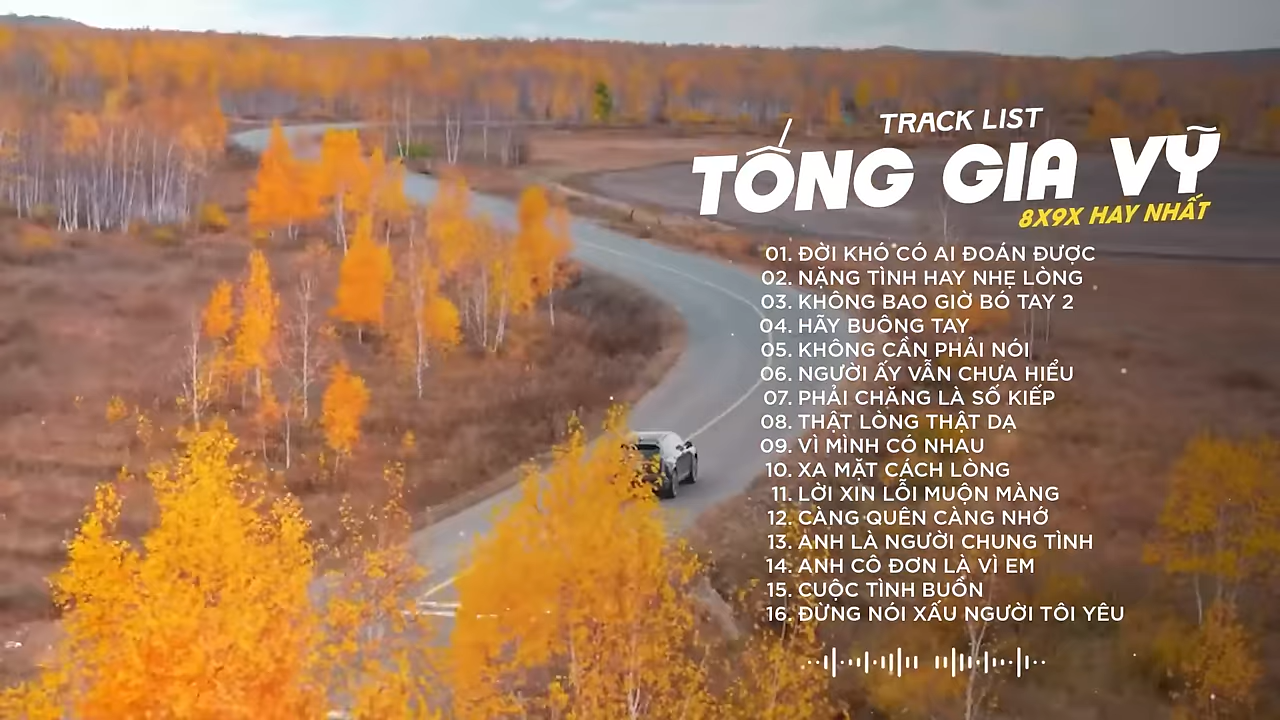 TRACK LIST
TỐNG GIA VỸ
8X9X HAY NHẤT
01. ĐỜI KHÓ CÓ AI ĐOÁN ĐƯỢC
02. NẶNG TÌNH HAY NHẸ LÒNG
03. KHÔNG BAO GIỜ BÓ TAY 2
04. HÃY BUÔNG TAY
05. KHÔNG CẦN PHẢI NÓI
06. NGƯỜI ẤY VẪN CHƯA HIỂU
07. PHẢI CHĂNG LÀ SỐ KIẾP
08. THẬT LÒNG THẬT DẠ
09. VÌ MÌNH CÓ NHAU
10. XA MẶT CÁCH LÒNG
11. LỜI XIN LỖI MUỘN MÀNG
12. CÀNG QUÊN CÀNG NHỚ
13. ANH LÀ NGƯỜI CHUNG TÌNH
14. ANH CÔ ĐƠN LÀ VÌ EM
15. CUỘC TÌNH BUỒN
16. ĐỪNG NÓI XẤU NGƯỜI TÔI YÊU